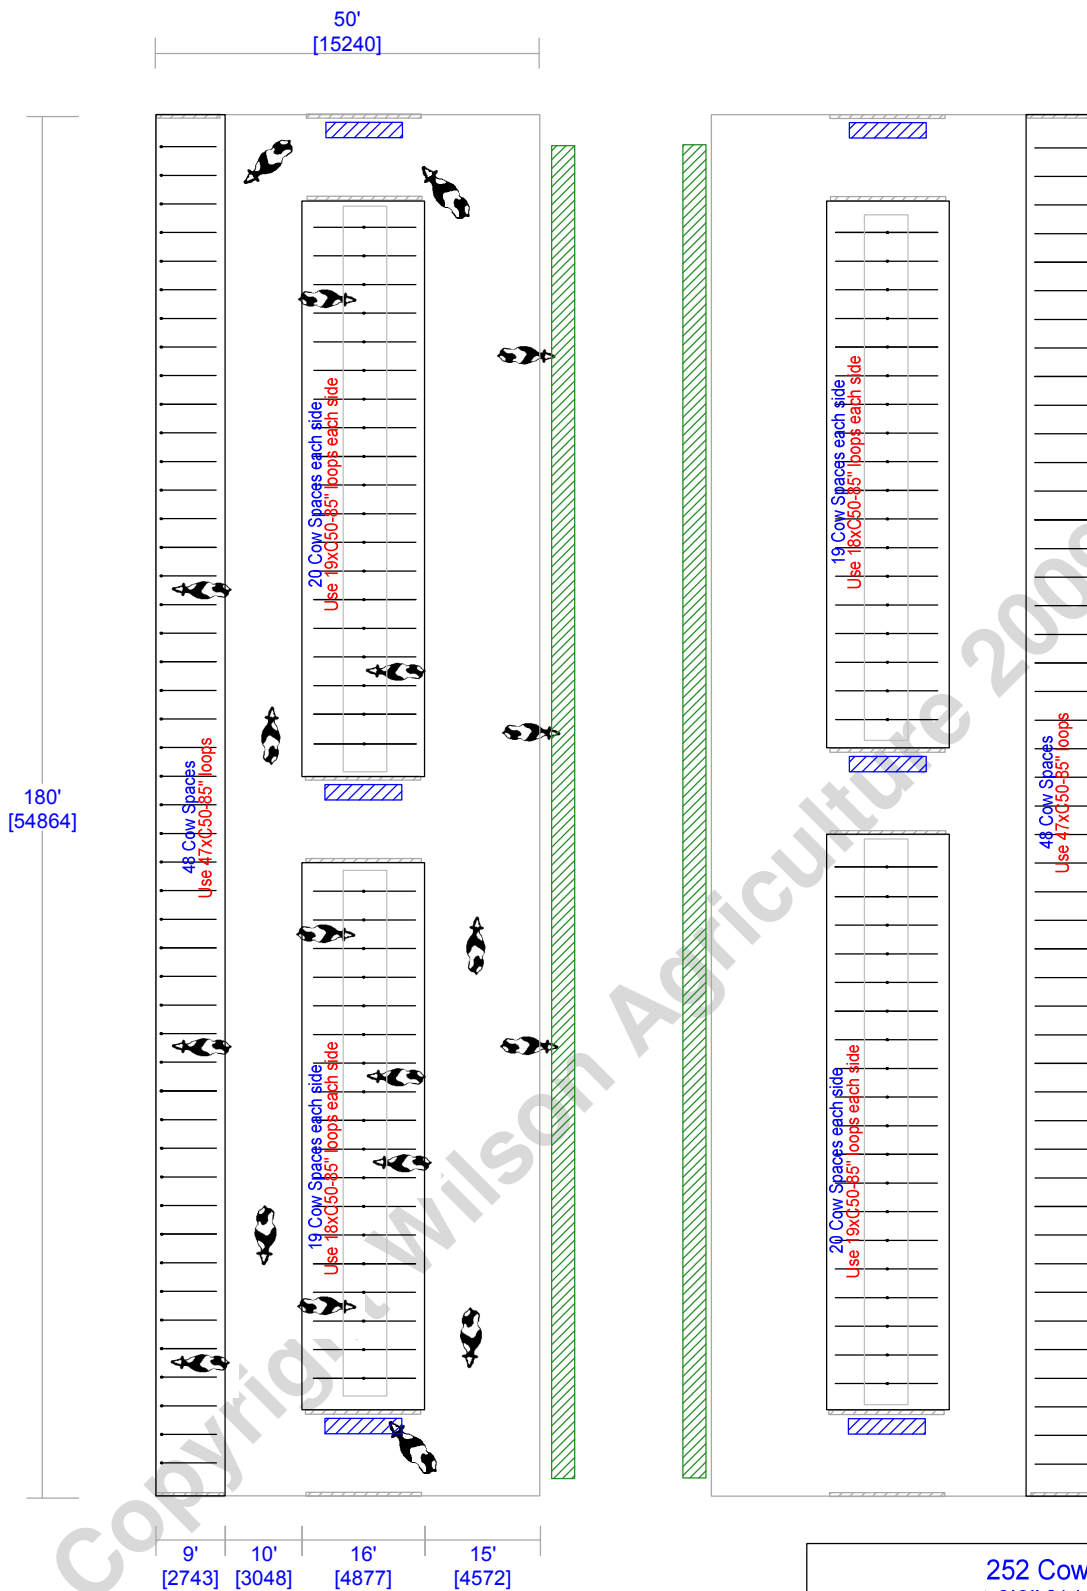 50'
[15240]
180'
[54864]
48 Cow Spaces
Use 47xC50-85" loops
20 Cow Spaces each side
Use 19xC50-85" loops each side
19 Cow Spaces each side
Use 18xC50-85" loops each side
19 Cow Spaces each side
Use 18xC50-85" loops each side
20 Cow Spaces each side
Use 19xC50-85" loops each side
48 Cow Spaces
Use 47xC50-85" loops
Copyright Wilson Agriculture 2009
9'
[2743]
10'
[3048]
16'
[4877]
15'
[4572]
252 Cow